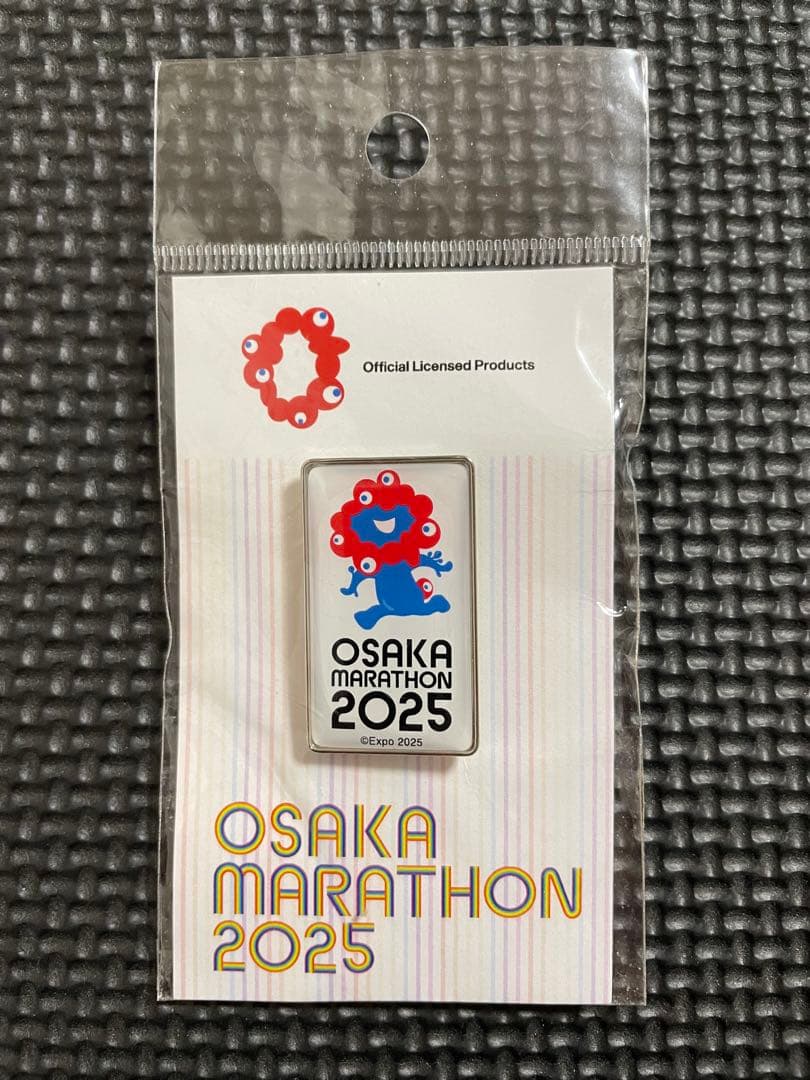 Official Licensed Products
OSAKA
MARATHON
2025
©Expo 2025
OSAKA
MARATHON
2025